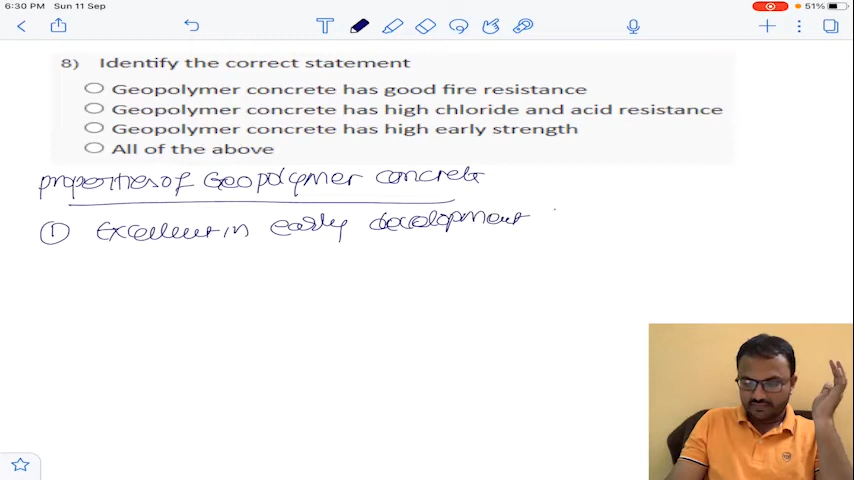 6:30 PM Sun 11 Sep 51%
T
8) Identify the correct statement
Geopolymer concrete has good fire resistance
Geopolymer concrete has high chloride and acid resistance
Geopolymer concrete has high early strength
All of the above
properties of Geopolymer concrete
① Excellent in early development